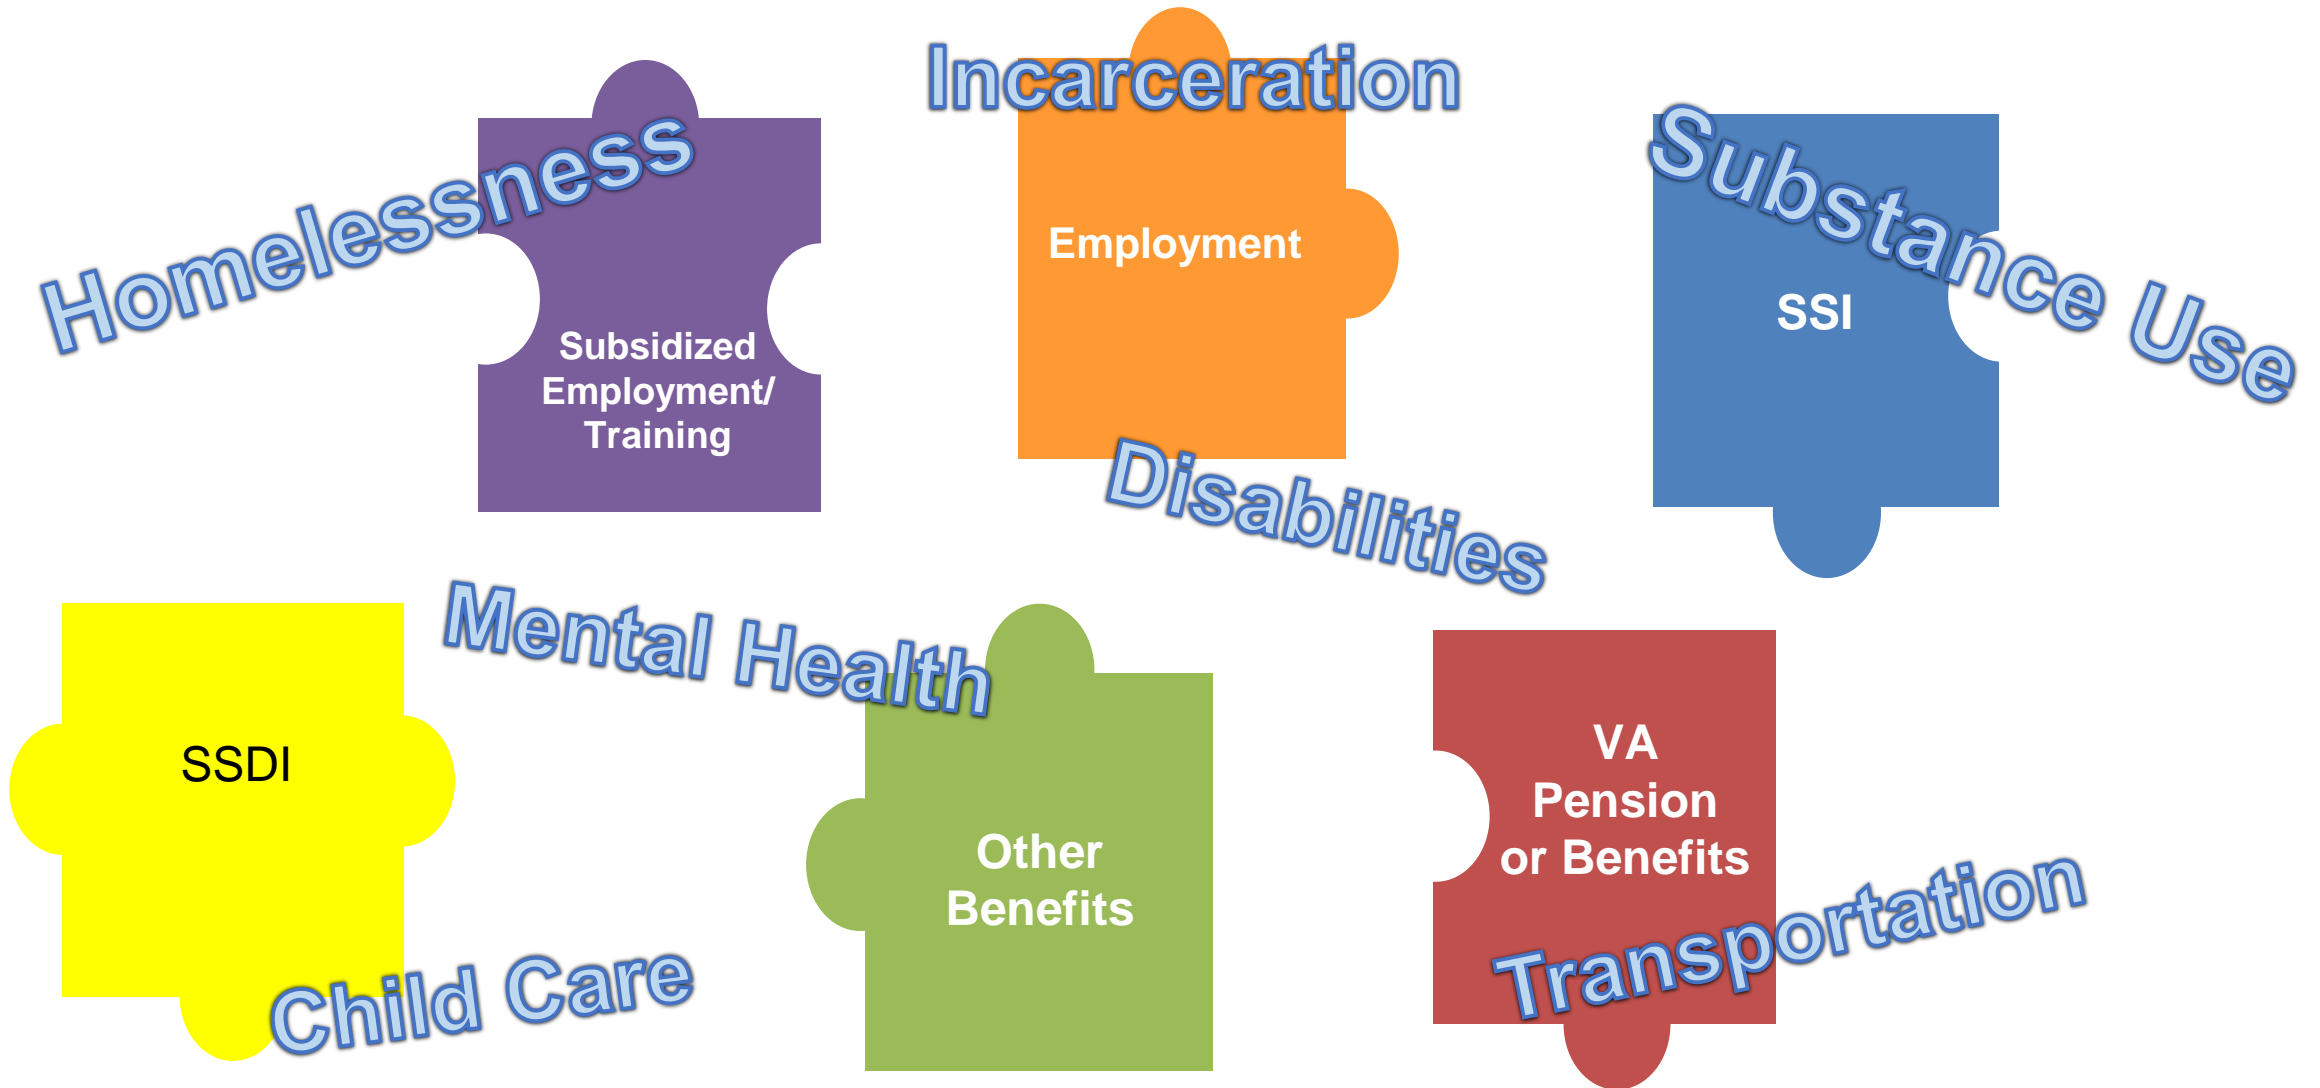 Incarceration
Homelessness
Substance Use
Employment
SSI
Subsidized
Employment/
Training
Disabilities
Mental Health
SSDI
VA
Pension
or Benefits
Other
Benefits
Transportation
Child Care